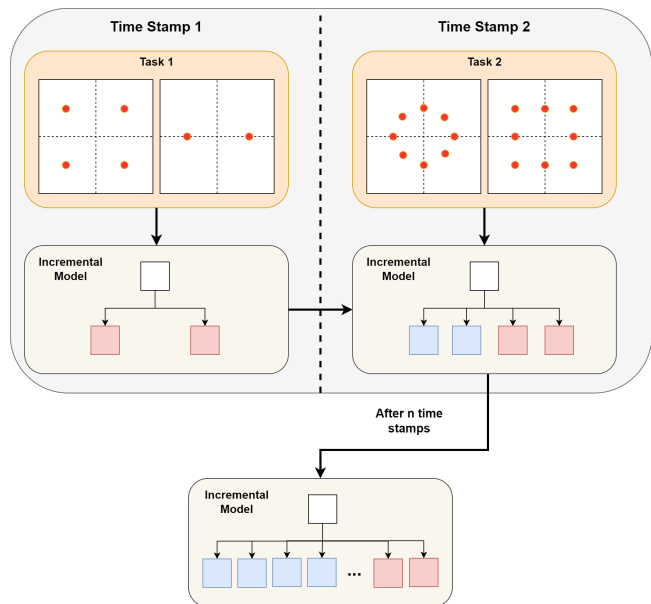 Time Stamp 1
Time Stamp 2
Task 1
Task 2
Incremental
Model
Incremental
Model
After n time
stamps
Incremental
Model
...